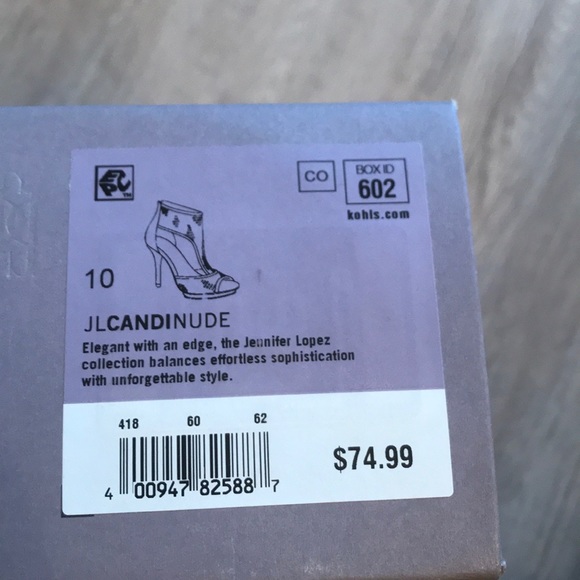 CO
BOX ID
602
kohls.com
10
JLCANDINUDE
Elegant with an edge, the Jennifer Lopez
collection balances effortless sophistication
with unforgettable style.
418 60 62
$74.99
4 00947 82588 7